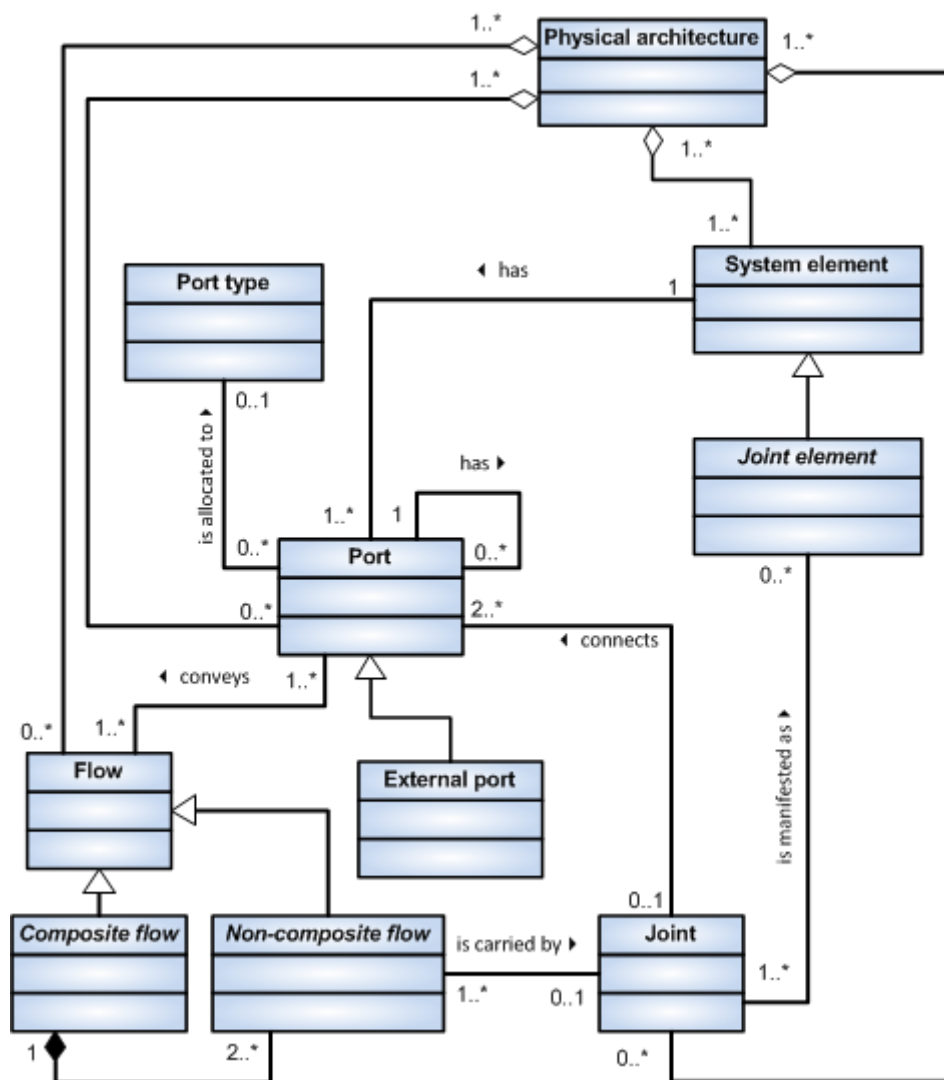 1..*
Physical architecture
1..*
1..*
1..*
1..*
System element
◂ has
1
Port type
0..1
is allocated to ▸
Joint element
has ▸
1..*
1
0..*
Port
0..*
0..*
0..*
2..*
◂ connects
◂ conveys
1..*
0..*
1..*
Flow
External port
is manifested as ▸
0..1
Composite flow
Non-composite flow
is carried by ▸
Joint
1..*
0..1
1..*
1
2..*
0..*